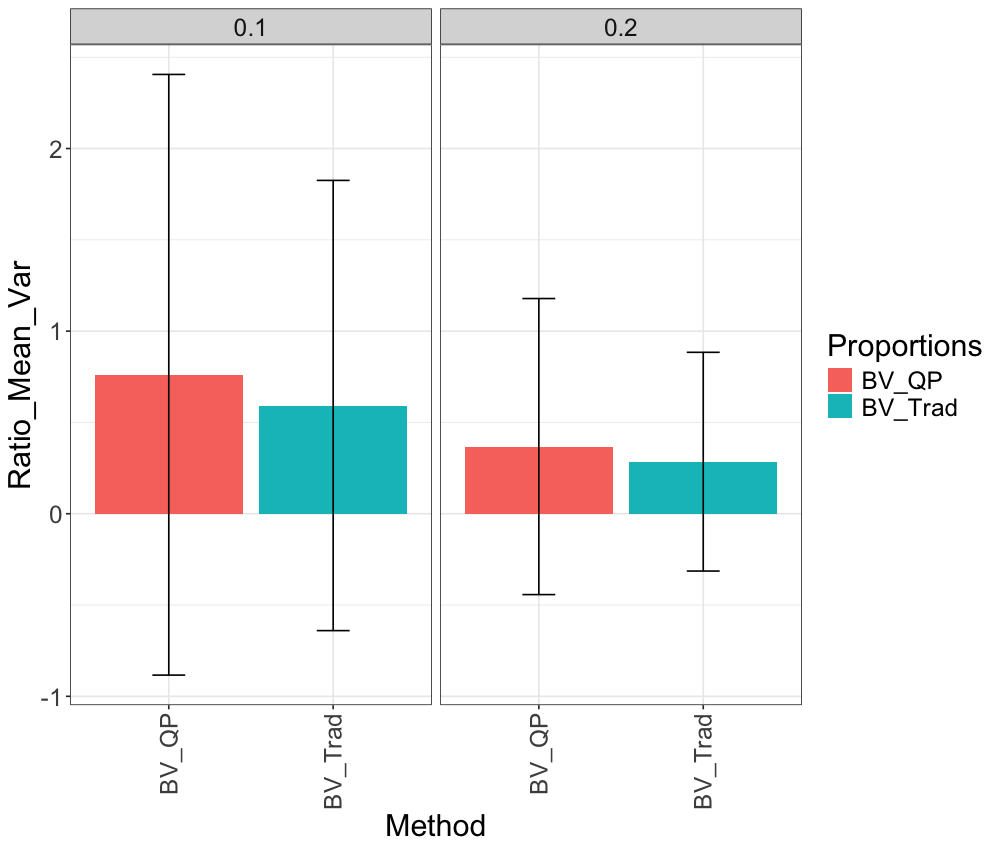 0.1
0.2
Ratio_Mean_Var
2
1
0
-1
BV_QP
BV_Trad
BV_QP
BV_Trad
Method
Proportions
BV_QP
BV_Trad